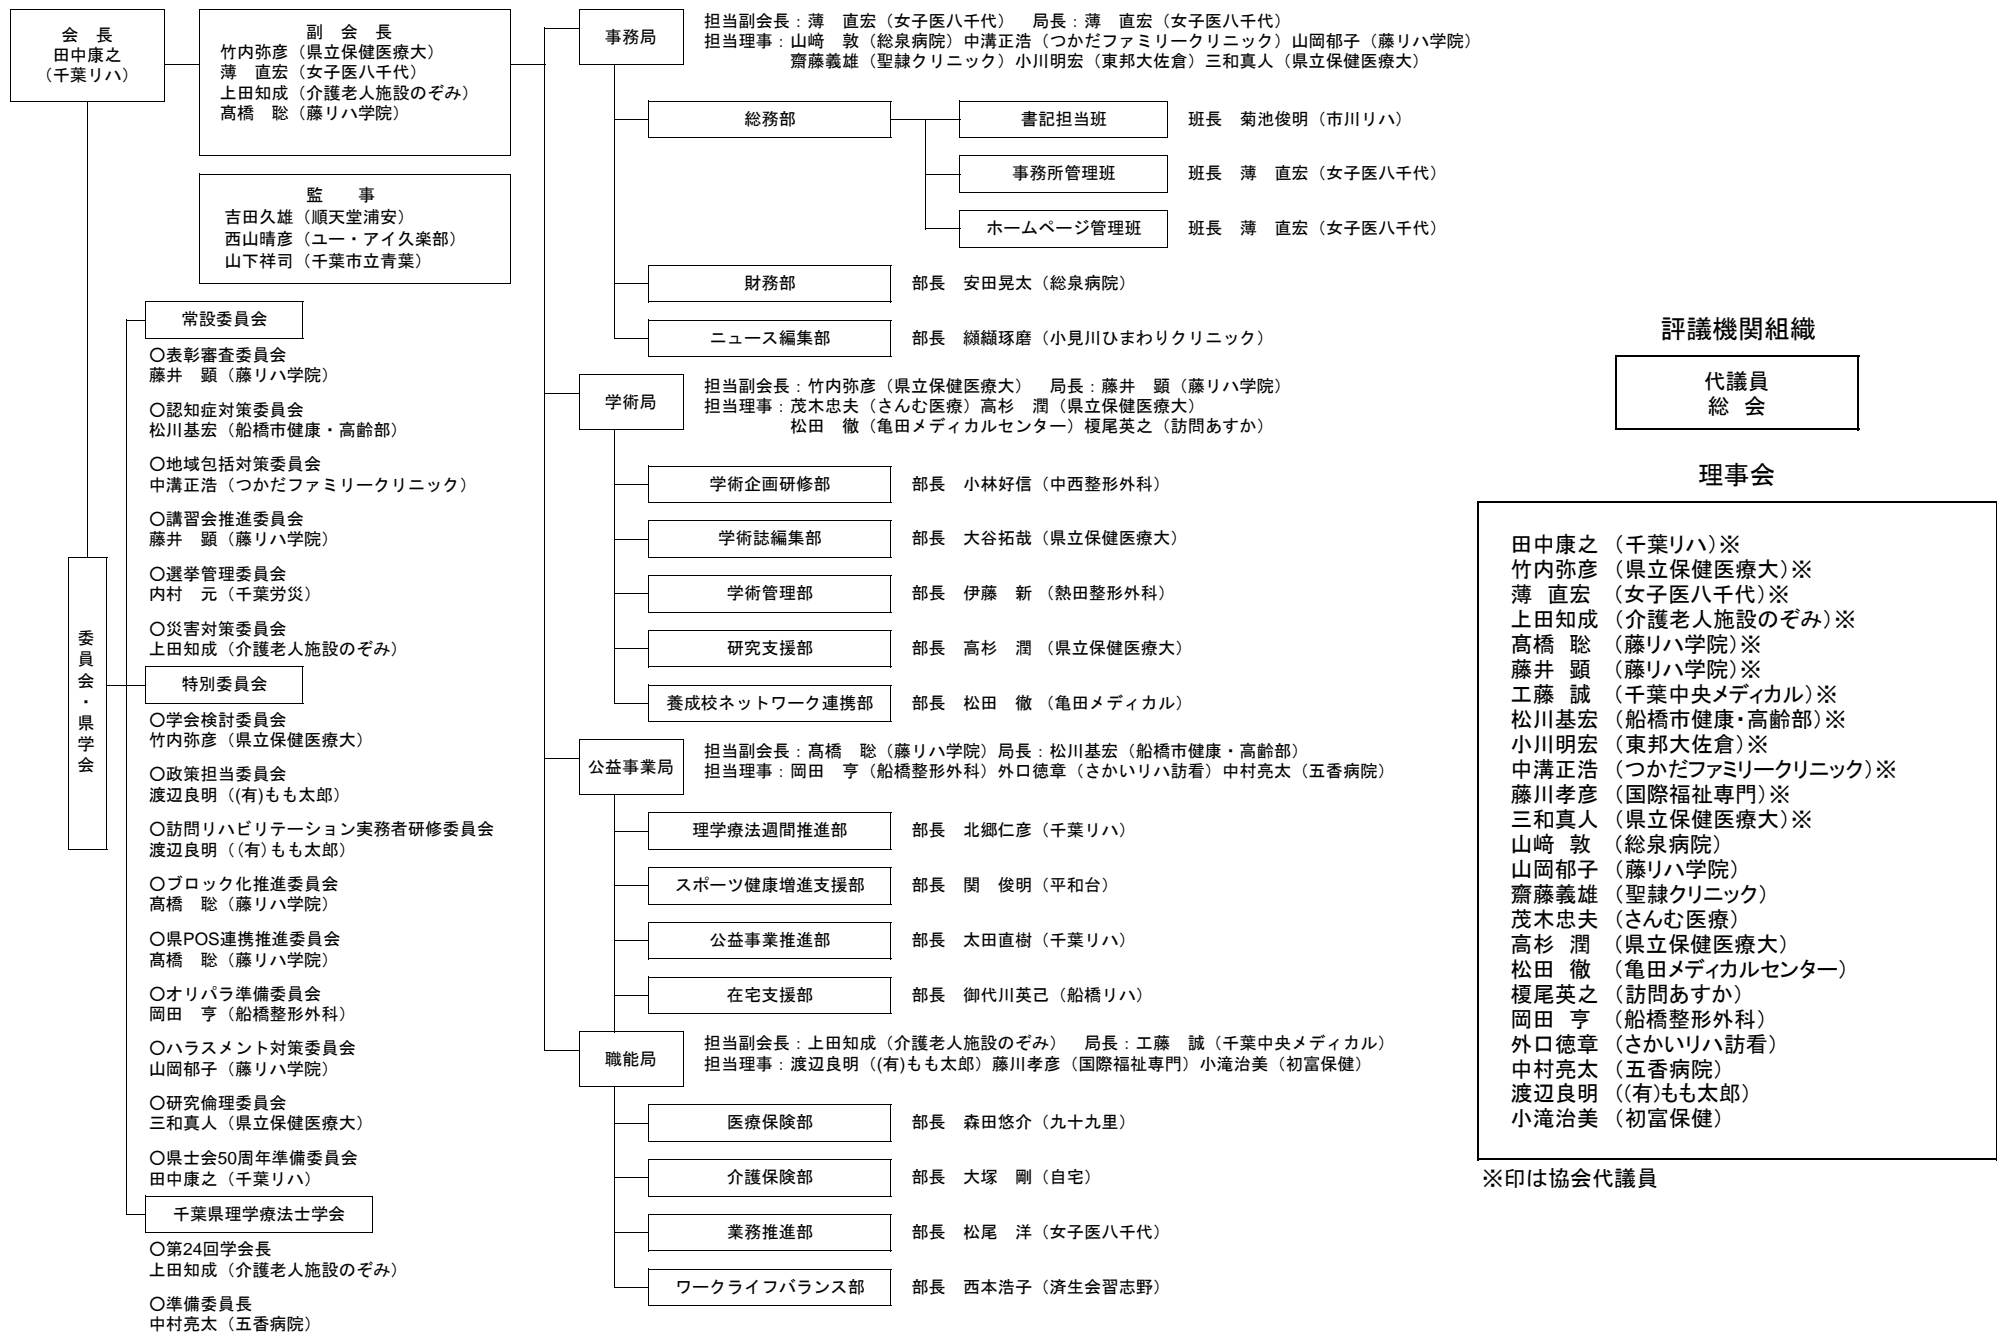 会　長
田中康之
（千葉リハ）
副　会　長
竹内弥彦（県立保健医療大）
薄　直宏（女子医八千代）
上田知成（介護老人施設のぞみ）
髙橋　聡（藤リハ学院）
監　　事
吉田久雄（順天堂浦安）
西山晴彦（ユー・アイ久楽部）
山下祥司（千葉市立青葉）
委員会・県学会
常設委員会
〇表彰審査委員会
藤井　顕（藤リハ学院）
〇認知症対策委員会
松川基宏（船橋市健康・高齢部）
〇地域包括対策委員会
中溝正浩（つかだファミリークリニック）
〇講習会推進委員会
藤井　顕（藤リハ学院）
〇選挙管理委員会
内村　元（千葉労災）
〇災害対策委員会
上田知成（介護老人施設のぞみ）
特別委員会
〇学会検討委員会
竹内弥彦（県立保健医療大）
〇政策担当委員会
渡辺良明（(有)もも太郎）
〇訪問リハビリテーション実務者研修委員会
渡辺良明（(有)もも太郎）
〇ブロック化推進委員会
髙橋　聡（藤リハ学院）
〇県POS連携推進委員会
髙橋　聡（藤リハ学院）
〇オリパラ準備委員会
岡田　亨（船橋整形外科）
〇ハラスメント対策委員会
山岡郁子（藤リハ学院）
〇研究倫理委員会
三和真人（県立保健医療大）
〇県士会50周年準備委員会
田中康之（千葉リハ）
千葉県理学療法士学会
〇第24回学会長
上田知成（介護老人施設のぞみ）
〇準備委員長
中村亮太（五香病院）
事務局
担当副会長：薄　直宏（女子医八千代）　局長：薄　直宏（女子医八千代）
担当理事：山﨑　敦（総泉病院）中溝正浩（つかだファミリークリニック）山岡郁子（藤リハ学院）
齋藤義雄（聖隷クリニック）小川明宏（東邦大佐倉）三和真人（県立保健医療大）
総務部
書記担当班　班長　菊池俊明（市川リハ）
事務所管理班　班長　薄　直宏（女子医八千代）
ホームページ管理班　班長　薄　直宏（女子医八千代）
財務部　部長　安田晃太（総泉病院）
ニュース編集部　部長　纐纈琢磨（小見川ひまわりクリニック）
学術局
担当副会長：竹内弥彦（県立保健医療大）　局長：藤井　顕（藤リハ学院）
担当理事：茂木忠夫（さんむ医療）高杉　潤（県立保健医療大）
松田　徹（亀田メディカルセンター）榎尾英之（訪問あすか）
学術企画研修部　部長　小林好信（中西整形外科）
学術誌編集部　部長　大谷拓哉（県立保健医療大）
学術管理部　部長　伊藤　新　（熱田整形外科）
研究支援部　部長　高杉　潤　（県立保健医療大）
養成校ネットワーク連携部　部長　松田　徹　（亀田メディカル）
公益事業局
担当副会長：髙橋　聡（藤リハ学院）局長：松川基宏（船橋市健康・高齢部）
担当理事：岡田　亨（船橋整形外科）外口徳章（さかいリハ訪看）中村亮太（五香病院）
理学療法週間推進部　部長　北郷仁彦（千葉リハ）
スポーツ健康増進支援部　部長　関　俊明（平和台）
公益事業推進部　部長　太田直樹（千葉リハ）
在宅支援部　部長　御代川英己（船橋リハ）
職能局
担当副会長：上田知成（介護老人施設のぞみ）　局長：工藤　誠（千葉中央メディカル）
担当理事：渡辺良明（(有)もも太郎）藤川孝彦（国際福祉専門）小滝治美（初富保健）
医療保険部　部長　森田悠介（九十九里）
介護保険部　部長　大塚　剛（自宅）
業務推進部　部長　松尾　洋（女子医八千代）
ワークライフバランス部　部長　西本浩子（済生会習志野）
評議機関組織
代議員
総　会
理事会
田中康之　（千葉リハ）※
竹内弥彦　（県立保健医療大）※
薄　直宏　（女子医八千代）※
上田知成　（介護老人施設のぞみ）※
髙橋　聡　（藤リハ学院）※
藤井　顕　（藤リハ学院）※
工藤　誠　（千葉中央メディカル）※
松川基宏　（船橋市健康・高齢部）※
小川明宏　（東邦大佐倉）※
中溝正浩　（つかだファミリークリニック）※
藤川孝彦　（国際福祉専門）※
三和真人　（県立保健医療大）※
山﨑　敦　（総泉病院）
山岡郁子　（藤リハ学院）
齋藤義雄　（聖隷クリニック）
茂木忠夫　（さんむ医療）
高杉　潤　（県立保健医療大）
松田　徹　（亀田メディカルセンター）
榎尾英之　（訪問あすか）
岡田　亨　（船橋整形外科）
外口徳章　（さかいリハ訪看）
中村亮太　（五香病院）
渡辺良明　（(有)もも太郎）
小滝治美　（初富保健）
※印は協会代議員